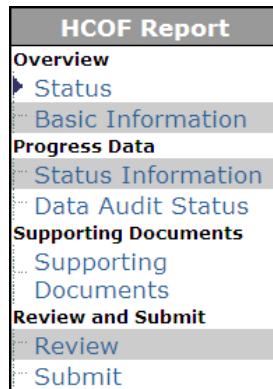 HCOF Report
Overview
Status
Basic Information
Progress Data
Status Information
Data Audit Status
Supporting Documents
Supporting
Documents
Review and Submit
Review
Submit